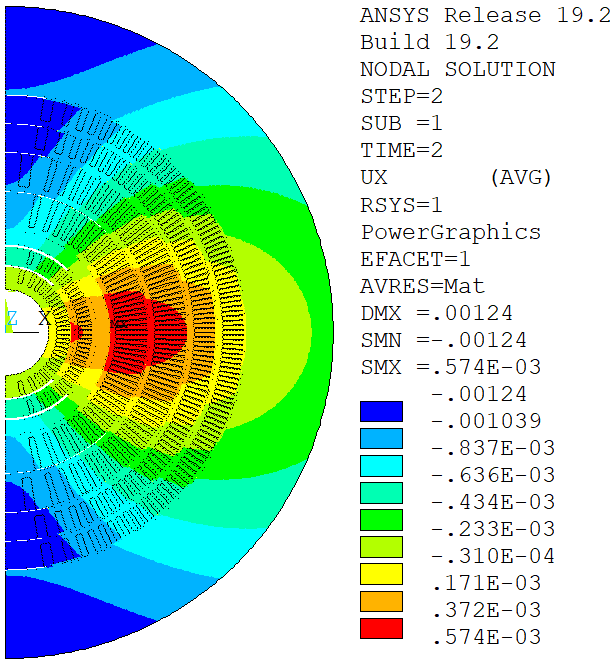 ANSYS Release 19.2
Build 19.2
NODAL SOLUTION
STEP=2
SUB =1
TIME=2
UX (AVG)
RSYS=1
PowerGraphics
EFACET=1
AVRES=Mat
DMX =.00124
SMN =-.00124
SMX =.574E-03
-.00124
-.001039
-.837E-03
-.636E-03
-.434E-03
-.233E-03
-.310E-04
.171E-03
.372E-03
.574E-03
Z X